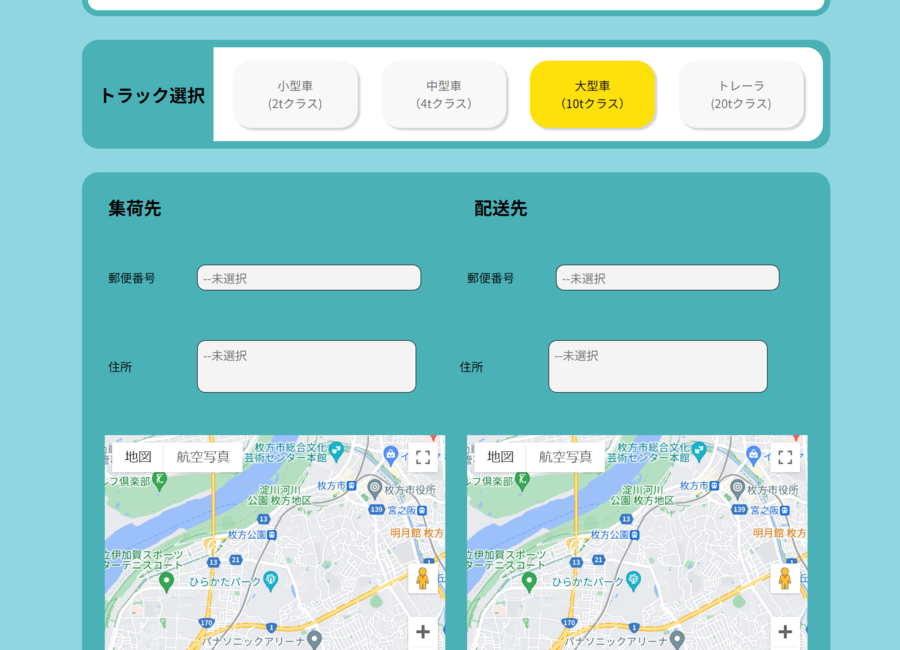 トラック選択
小型車
(2tクラス)
中型車
（4tクラス）
大型車
（10tクラス）
トレーラ
(20tクラス)
集荷先
配送先
郵便番号
--未選択
郵便番号
--未選択
住所
--未選択
住所
--未選択
地図
航空写真
枚方市総合文化
芸術センター本館
ルフ倶楽部
枚方市
枚方市役所
淀川河川
公園 枚方地区
139
宮之阪
13
枚方公園
明月館 枚方
立伊加賀スポーツ
ターテニスコート
13
21
ひらかたパーク
170
1
パナソニックアリーナ
地図
航空写真
枚方市総合文化
芸術センター本館
ルフ倶楽部
枚方市
枚方市役所
淀川河川
公園 枚方地区
139
宮之阪
13
枚方公園
明月館 枚方
立伊加賀スポーツ
ターテニスコート
13
21
ひらかたパーク
170
1
パナソニックアリーナ